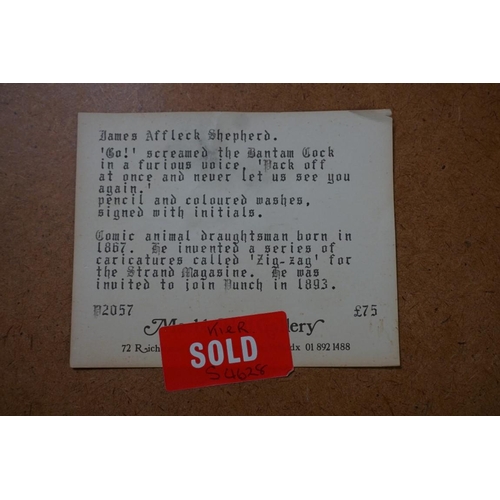 James Affleck Shepherd.
'Go!' screamed the Bantam Cock
in a furious voice, 'Pack off
at once and never let us see you
again.'
pencil and coloured washes,
signed with initials.
Comic animal draughtsman born in
1867. He invented a series of
caricatures called 'Zig-zag' for
the Strand Magasine. He was
invited to join Punch in 1893.
P2057 £75
KIER
72 01 892 1488
SOLD
S4628